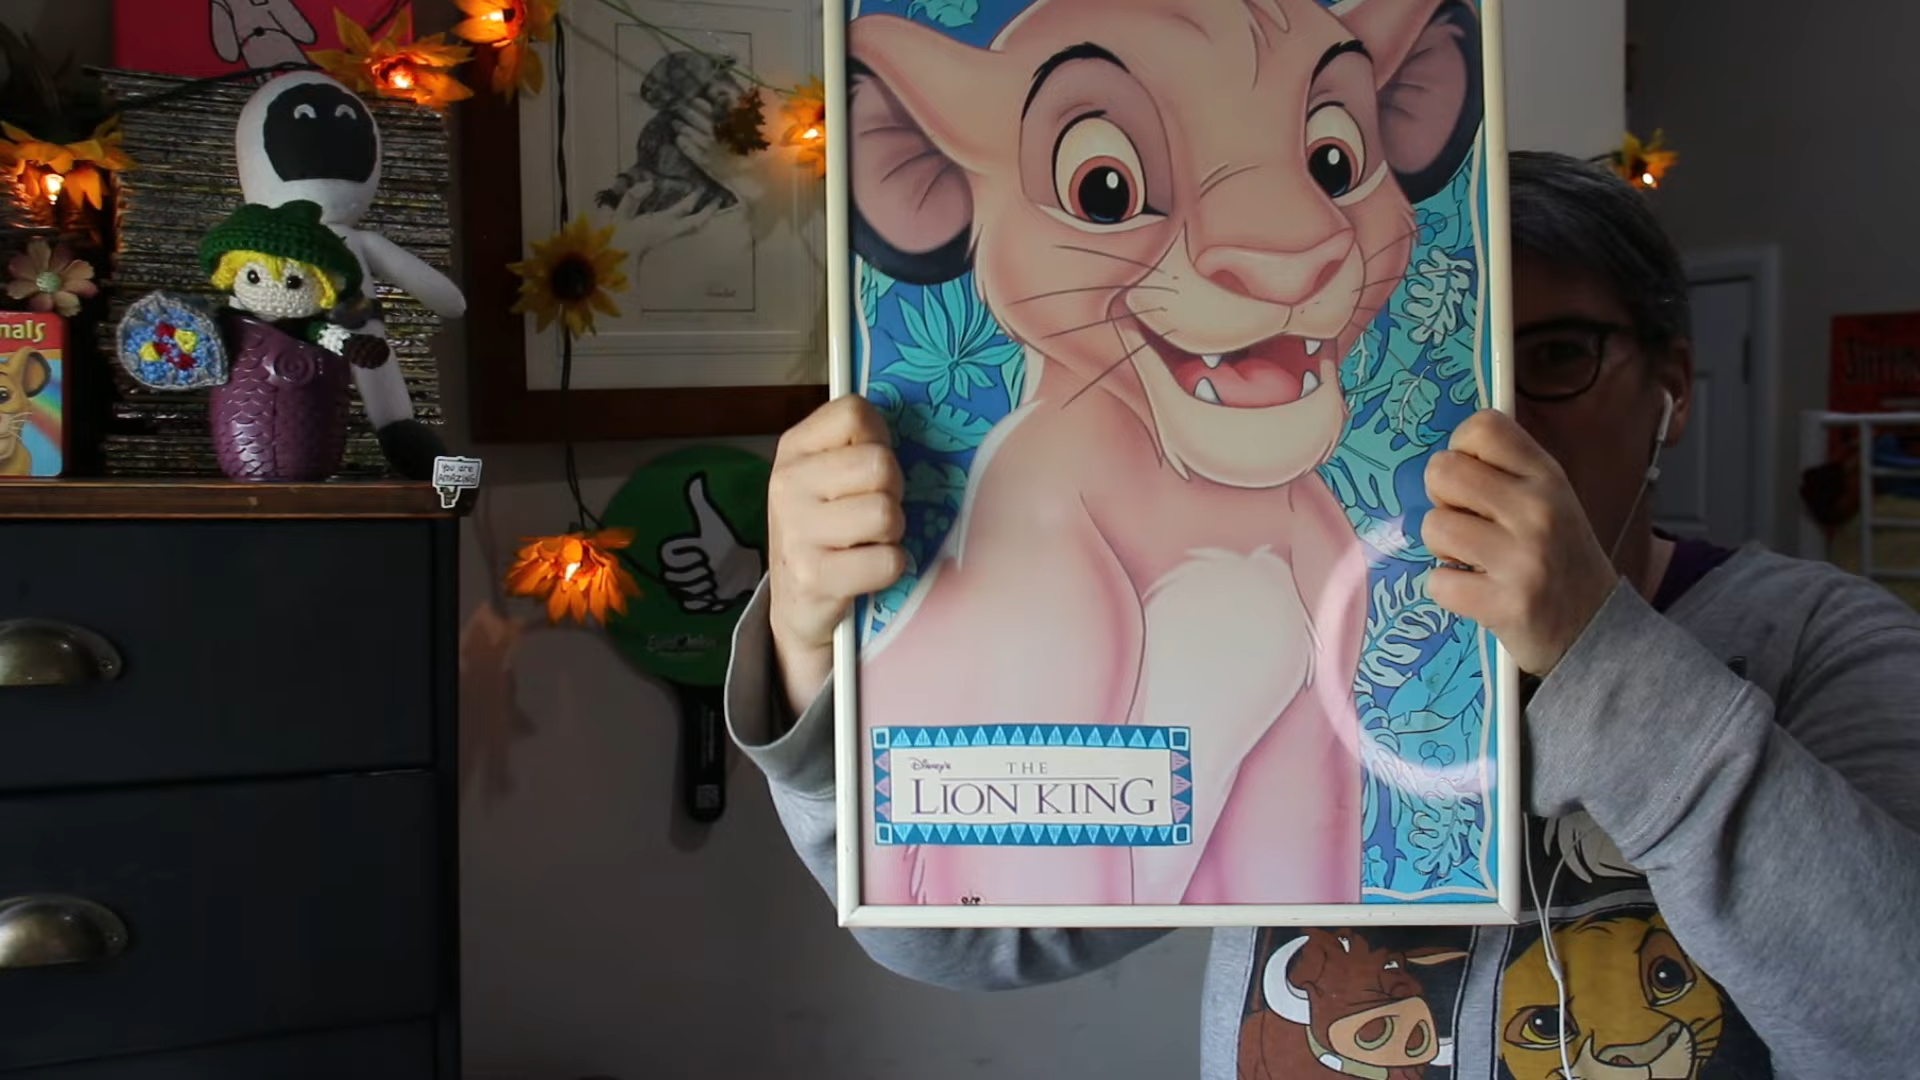 nals
you are
AMAZING
Disney's
THE
LION KING